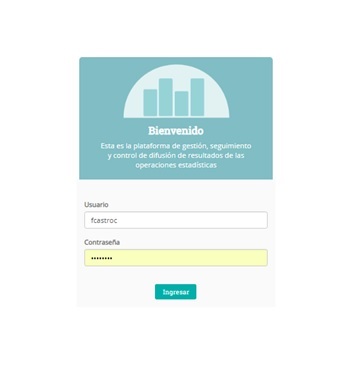 Bienvenido
Esta es la plataforma de gestión, seguimiento
y control de difusión de resultados de las
operaciones estadísticas
Usuario
fcastroc
Contraseña
••••••••
Ingresar